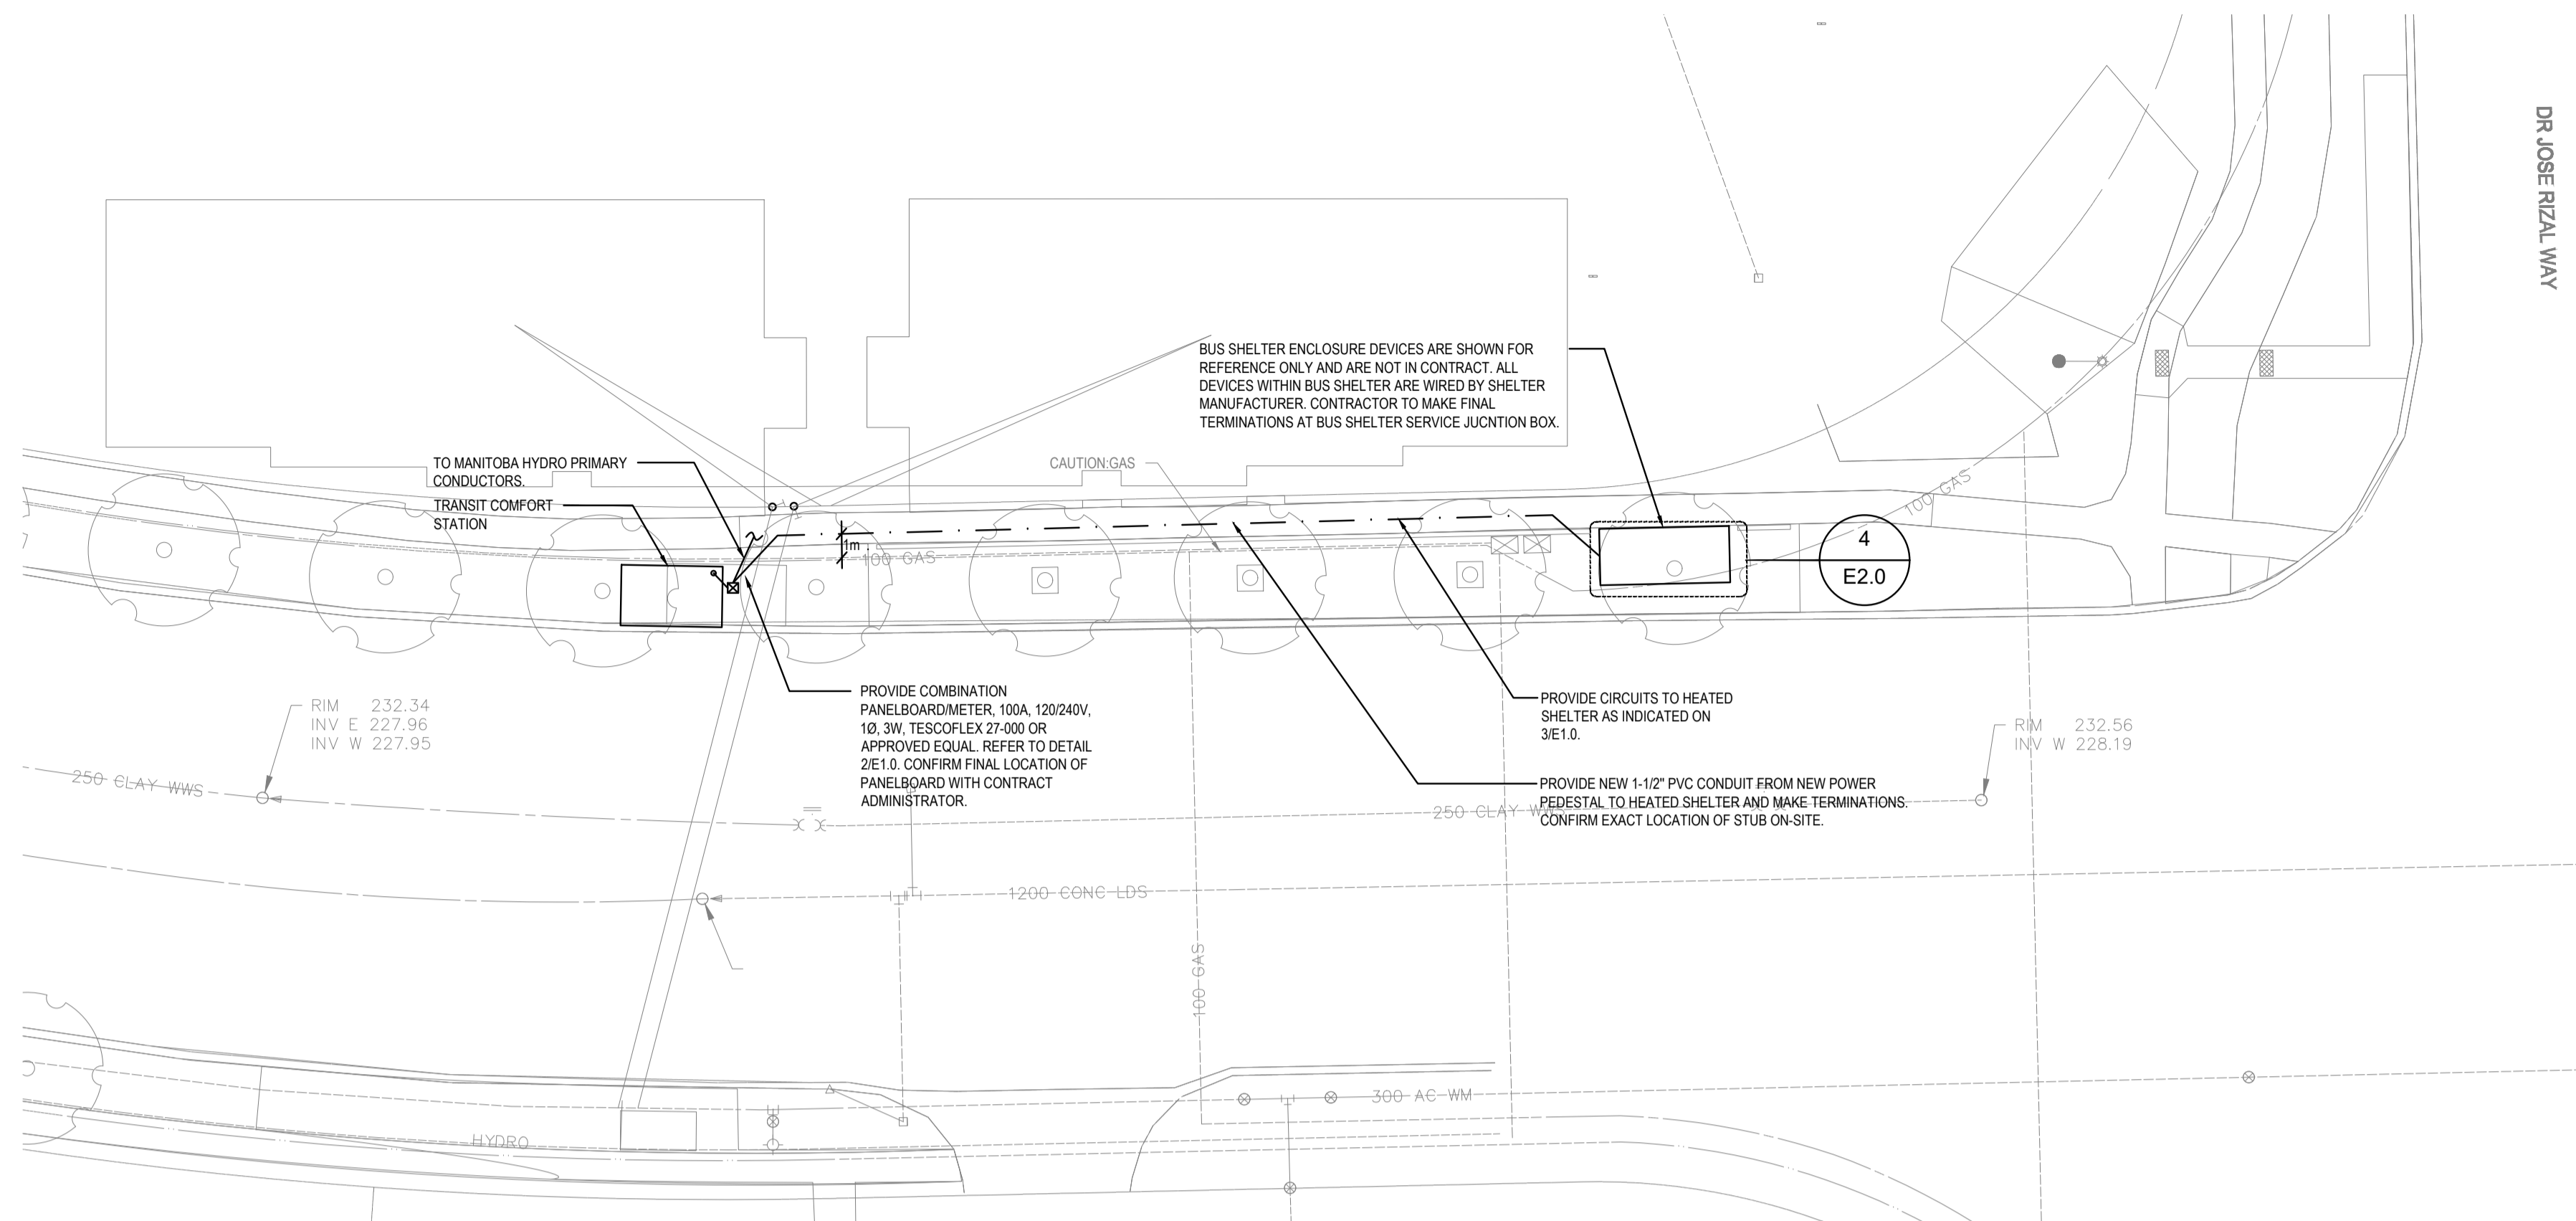 DR JOSE RIZAL WAY
BUS SHELTER ENCLOSURE DEVICES ARE SHOWN FOR
REFERENCE ONLY AND ARE NOT IN CONTRACT. ALL
DEVICES WITHIN BUS SHELTER ARE WIRED BY SHELTER
MANUFACTURER. CONTRACTOR TO MAKE FINAL
TERMINATIONS AT BUS SHELTER SERVICE JUCNTION BOX.
TO MANITOBA HYDRO PRIMARY
CONDUCTORS.
CAUTION:GAS
TRANSIT COMFORT
STATION
100 GAS
1m
100 GAS
4
E2.0
PROVIDE COMBINATION
PANELBOARD/METER, 100A, 120/240V,
1Ø, 3W, TESCOFLEX 27-000 OR
APPROVED EQUAL. REFER TO DETAIL
2/E1.0. CONFIRM FINAL LOCATION OF
PANELBOARD WITH CONTRACT
ADMINISTRATOR.
PROVIDE CIRCUITS TO HEATED
SHELTER AS INDICATED ON
3/E1.0.
RIM 232.34
INV E 227.96
INV W 227.95
RIM 232.56
INV W 228.19
250 CLAY WWS
PROVIDE NEW 1-1/2" PVC CONDUIT FROM NEW POWER
PEDESTAL TO HEATED SHELTER AND MAKE TERMINATIONS.
CONFIRM EXACT LOCATION OF STUB ON-SITE.
250 CLAY WWS
1200 CONC LDS
100 GAS
300 AC WM
HYDRO